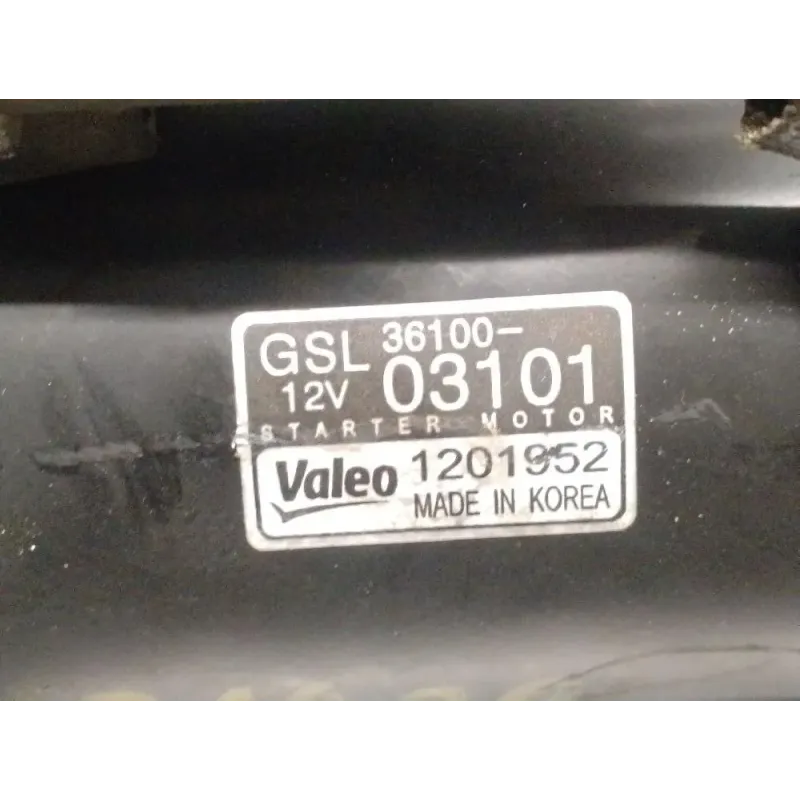 GSL 36100-
12V 03101
STARTER MOTOR
Valeo 1201952
MADE IN KOREA